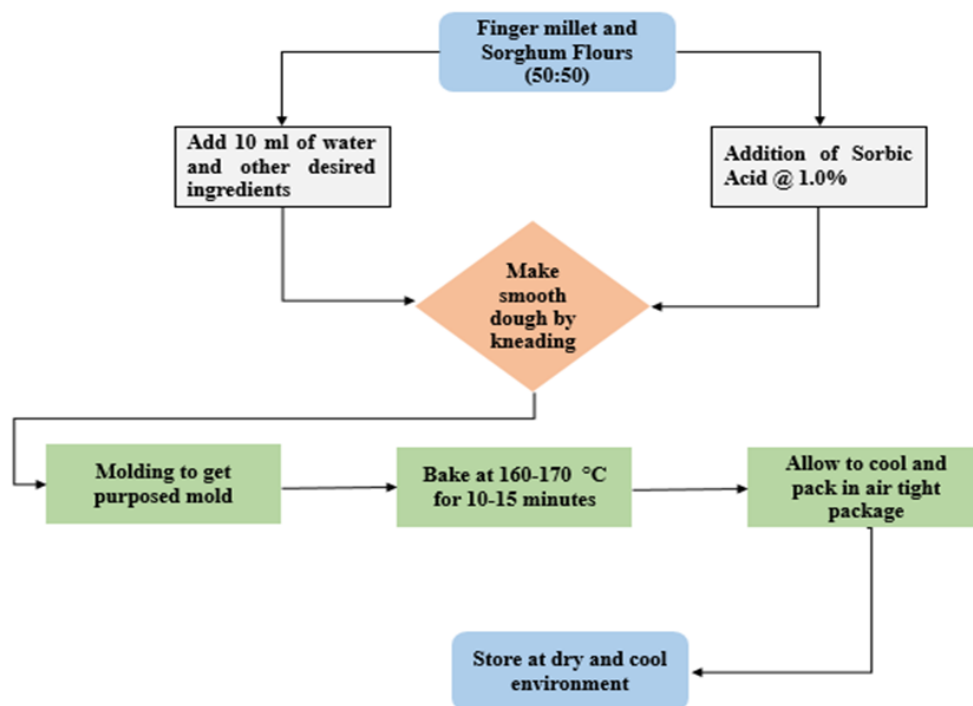 Finger millet and
Sorghum Flours
(50:50)
Add 10 ml of water
and other desired
ingredients
Addition of Sorbic
Acid @ 1.0%
Make
smooth
dough by
kneading
Molding to get
purposed mold
Bake at 160-170 °C
for 10-15 minutes
Allow to cool and
pack in air tight
package
Store at dry and cool
environment